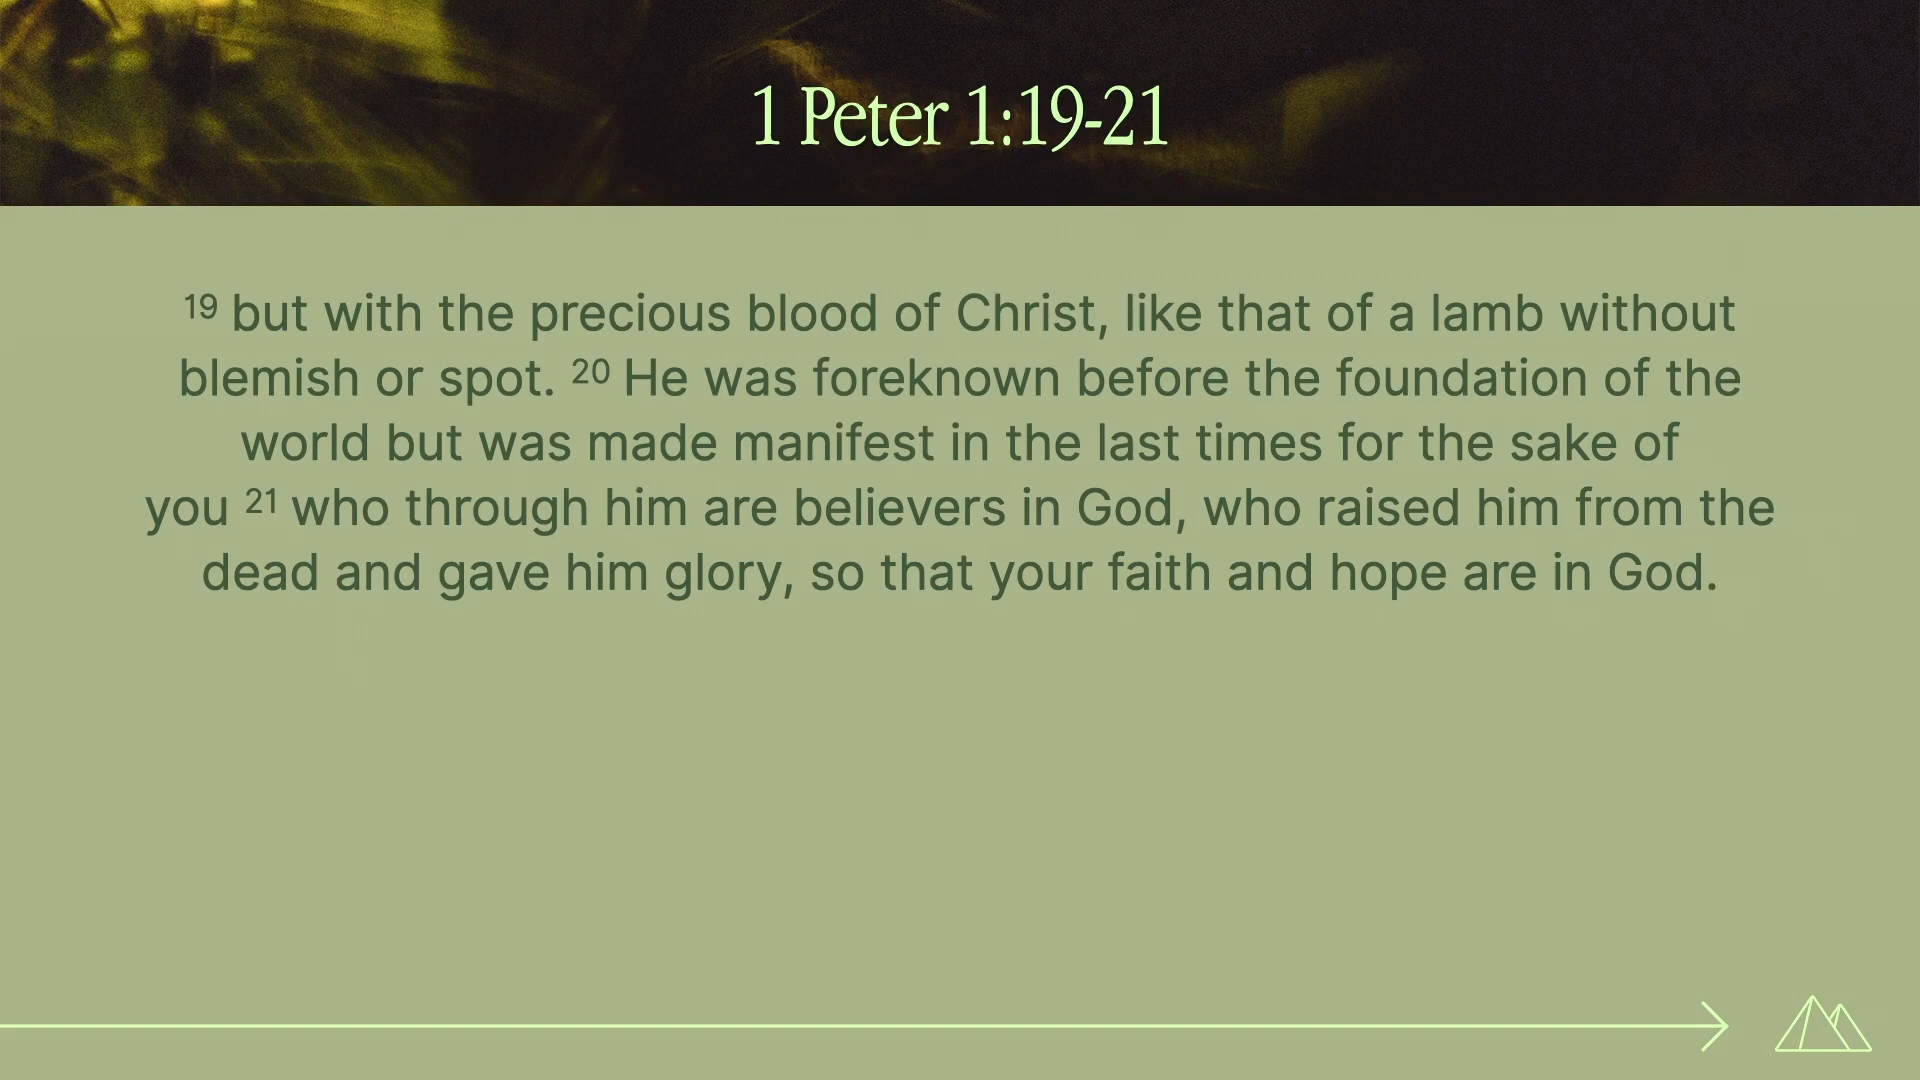 1 Peter 1:19-21
19 but with the precious blood of Christ, like that of a lamb without
blemish or spot. 20 He was foreknown before the foundation of the
world but was made manifest in the last times for the sake of
you 21 who through him are believers in God, who raised him from the
dead and gave him glory, so that your faith and hope are in God.